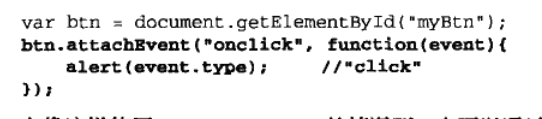 var btn = document.getElementById("myBtn");
btn.attachEvent("onclick", function(event){
    alert(event.type);    //"click"
});